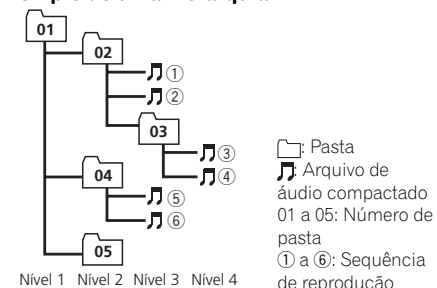 01
02
①
②
03
③
④
04
⑤
⑥
05
Nível 1 Nível 2 Nível 3 Nível 4
: Pasta
: Arquivo de
áudio compactado
01 a 05: Número de
pasta
① a ⑥: Sequência
de reprodução